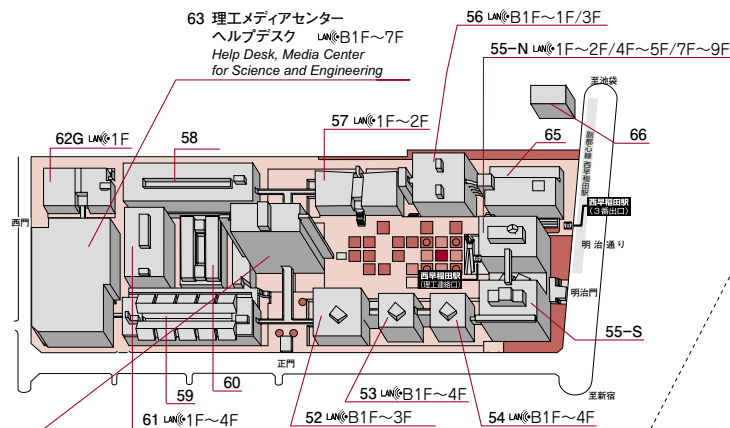 63 理工メディアセンター
ヘルプデスク LAN B1F～7F
Help Desk, Media Center
for Science and Engineering
56 LAN B1F～1F/3F
55-N LAN 1F～2F/4F～5F/7F～9F
至池袋
62G LAN 1F
58
57 LAN 1F～2F
65
66
副都心線 西早稲田駅
西早稲田駅
(3番出口)
西門
明治通り
西早稲田駅
(理工連絡口)
明治門
55-S
正門
59
60
53 LAN B1F～4F
至新宿
61 LAN 1F～4F
52 LAN B1F～3F
54 LAN B1F～4F